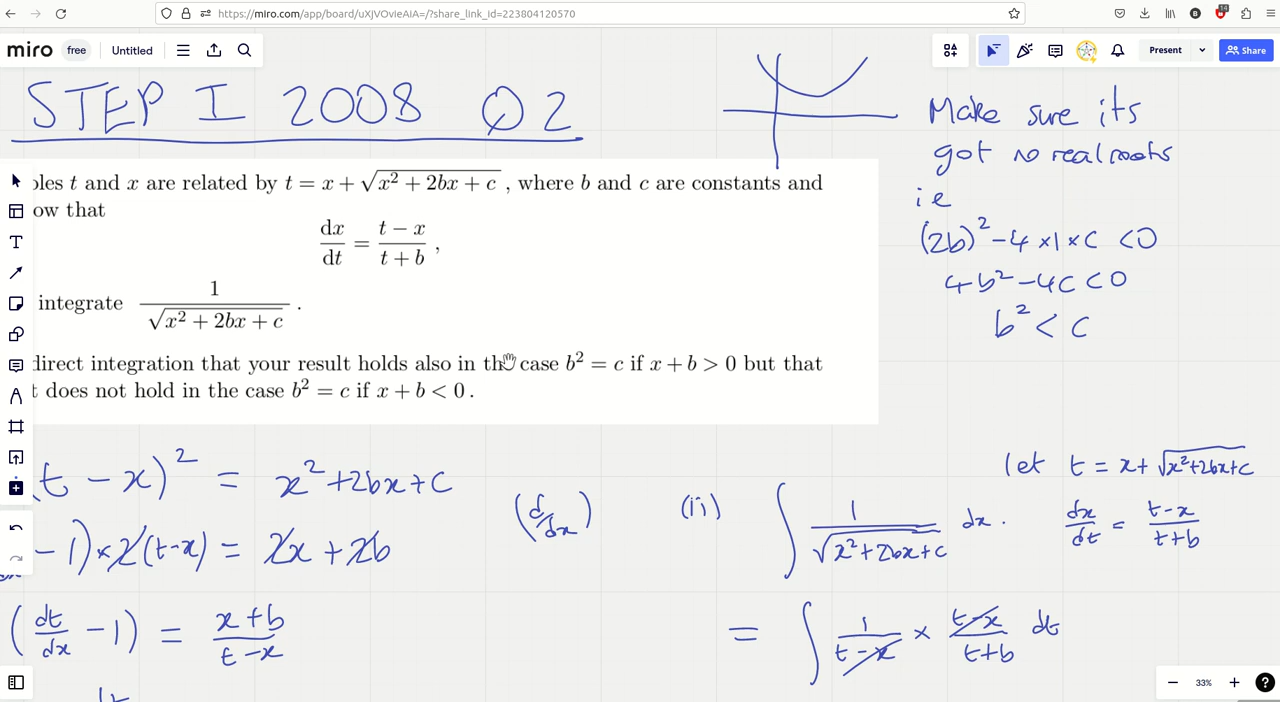 https://miro.com/app/board/uXJVOvieAIA=/?share_link_id=223804120570
14
miro free Untitled
Present Share
STEP I 2008 Q2
Make sure its
got no real roots
ie
(2b)² - 4 × 1 × c < 0
4b² - 4c < 0
b² < c
bles t and x are related by t = x + √(x² + 2bx + c) , where b and c are constants and
ow that
dx/dt = (t − x)/(t + b) ,
integrate 1/√(x² + 2bx + c) .
direct integration that your result holds also in the case b² = c if x + b > 0 but that
t does not hold in the case b² = c if x + b < 0 .
(t - x)² = x² + 2bx + c
(d/dx)
- 1) × 2(t-x) = 2x + 2b
(dt/dx - 1) = (x+b)/(t-x)
let t = x + √(x²+2bx+c)
(ii) ∫ 1/√(x²+2bx+c) dx . dx/dt = (t-x)/(t+b)
= ∫ 1/(t-x) × (t-x)/(t+b) dt
33%